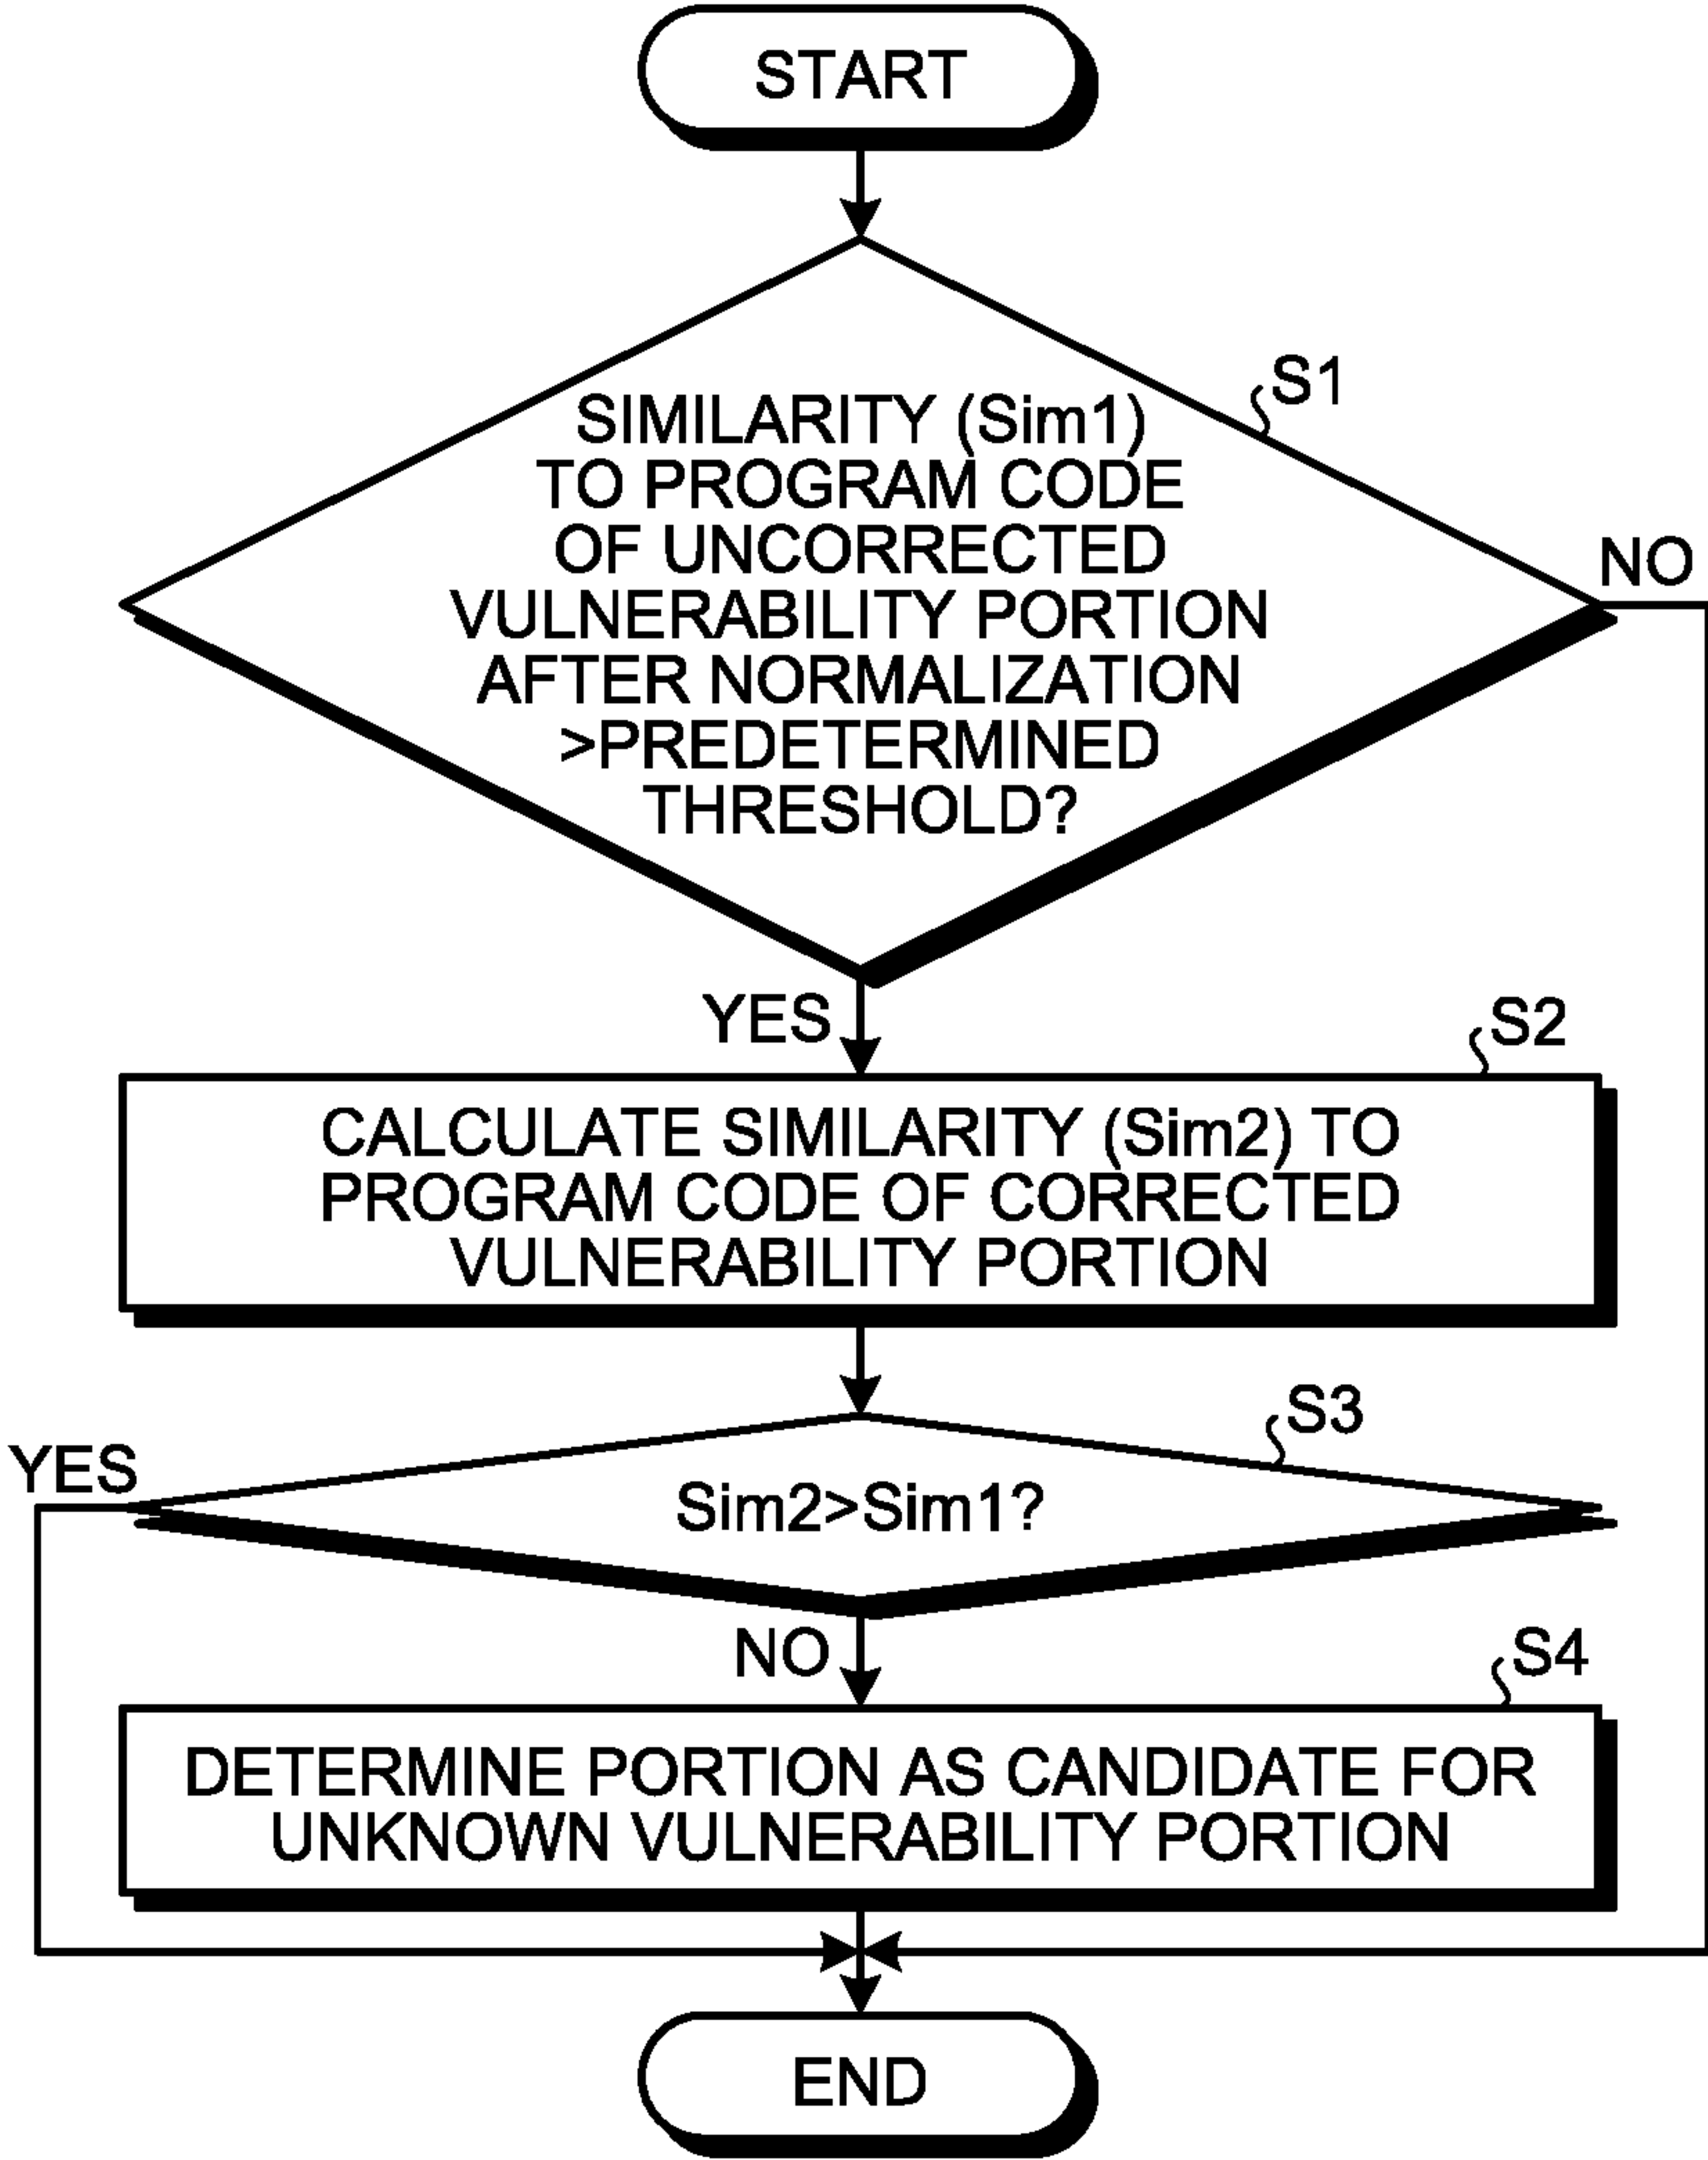 START
S1
SIMILARITY (Sim1)
TO PROGRAM CODE
OF UNCORRECTED
VULNERABILITY PORTION
AFTER NORMALIZATION
>PREDETERMINED
THRESHOLD?
NO
YES
S2
CALCULATE SIMILARITY (Sim2) TO
PROGRAM CODE OF CORRECTED
VULNERABILITY PORTION
S3
YES
Sim2>Sim1?
NO
S4
DETERMINE PORTION AS CANDIDATE FOR
UNKNOWN VULNERABILITY PORTION
END